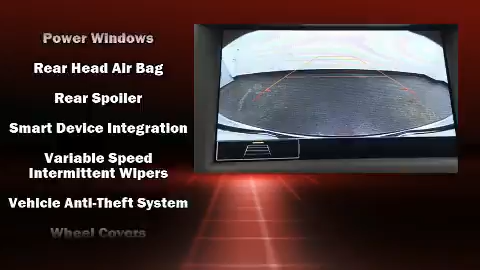 Power Windows
Rear Head Air Bag
Rear Spoiler
Smart Device Integration
Variable Speed
Intermittent Wipers
Vehicle Anti-Theft System
Wheel Covers